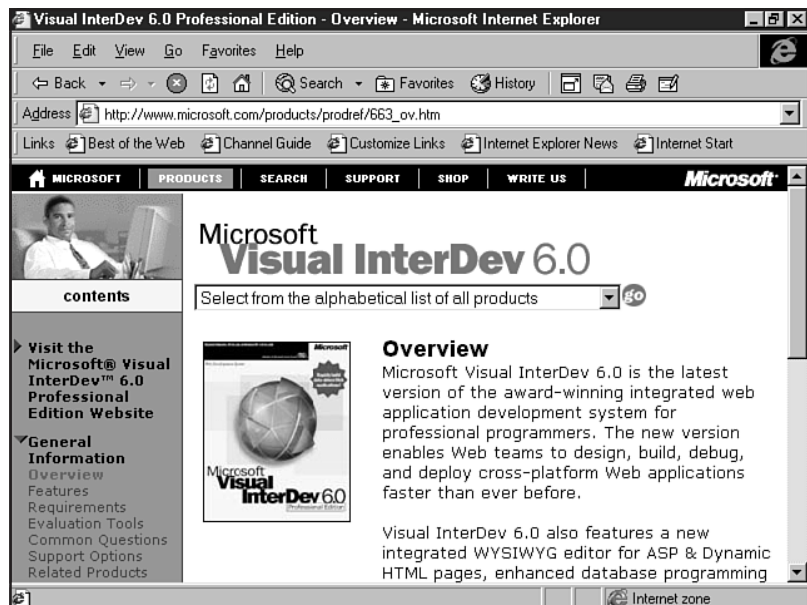 Visual InterDev 6.0 Professional Edition - Overview - Microsoft Internet Explorer
File Edit View Go Favorites Help
Back Search Favorites History
Address http://www.microsoft.com/products/prodref/663_ov.htm
Links Best of the Web Channel Guide Customize Links Internet Explorer News Internet Start
MICROSOFT PRODUCTS SEARCH SUPPORT SHOP WRITE US Microsoft
Microsoft
Visual InterDev 6.0
Select from the alphabetical list of all products go
contents
Visit the
Microsoft® Visual
InterDev™ 6.0
Professional
Edition Website
General
Information
Overview
Features
Requirements
Evaluation Tools
Common Questions
Support Options
Related Products
Microsoft
Microsoft
Visual
InterDev 6.0
Professional Edition
Overview
Microsoft Visual InterDev 6.0 is the latest
version of the award-winning integrated web
application development system for
professional programmers. The new version
enables Web teams to design, build, debug,
and deploy cross-platform Web applications
faster than ever before.
Visual InterDev 6.0 also features a new
integrated WYSIWYG editor for ASP & Dynamic
HTML pages, enhanced database programming
Internet zone